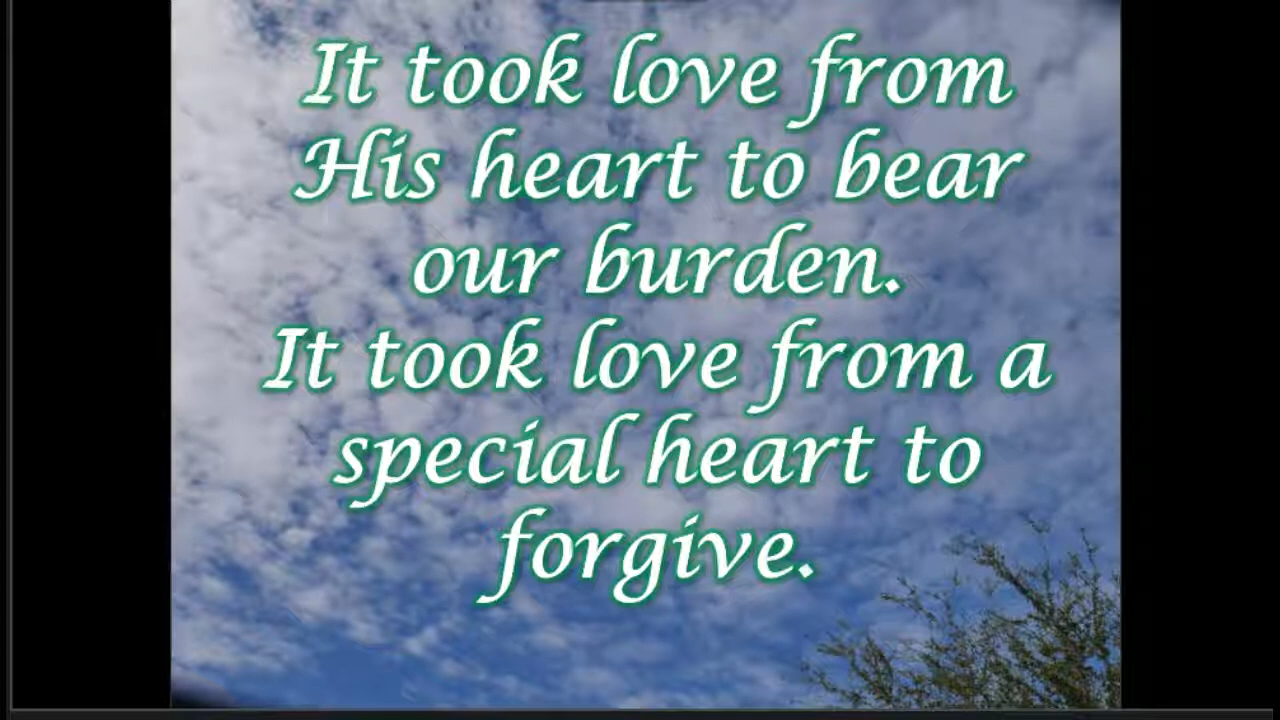 It took love from
His heart to bear
our burden.
It took love from a
special heart to
forgive.